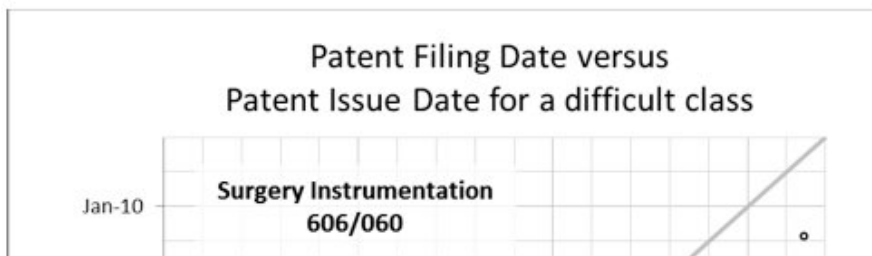 Patent Filing Date versus
Patent Issue Date for a difficult class
Surgery Instrumentation
606/060
Jan-10